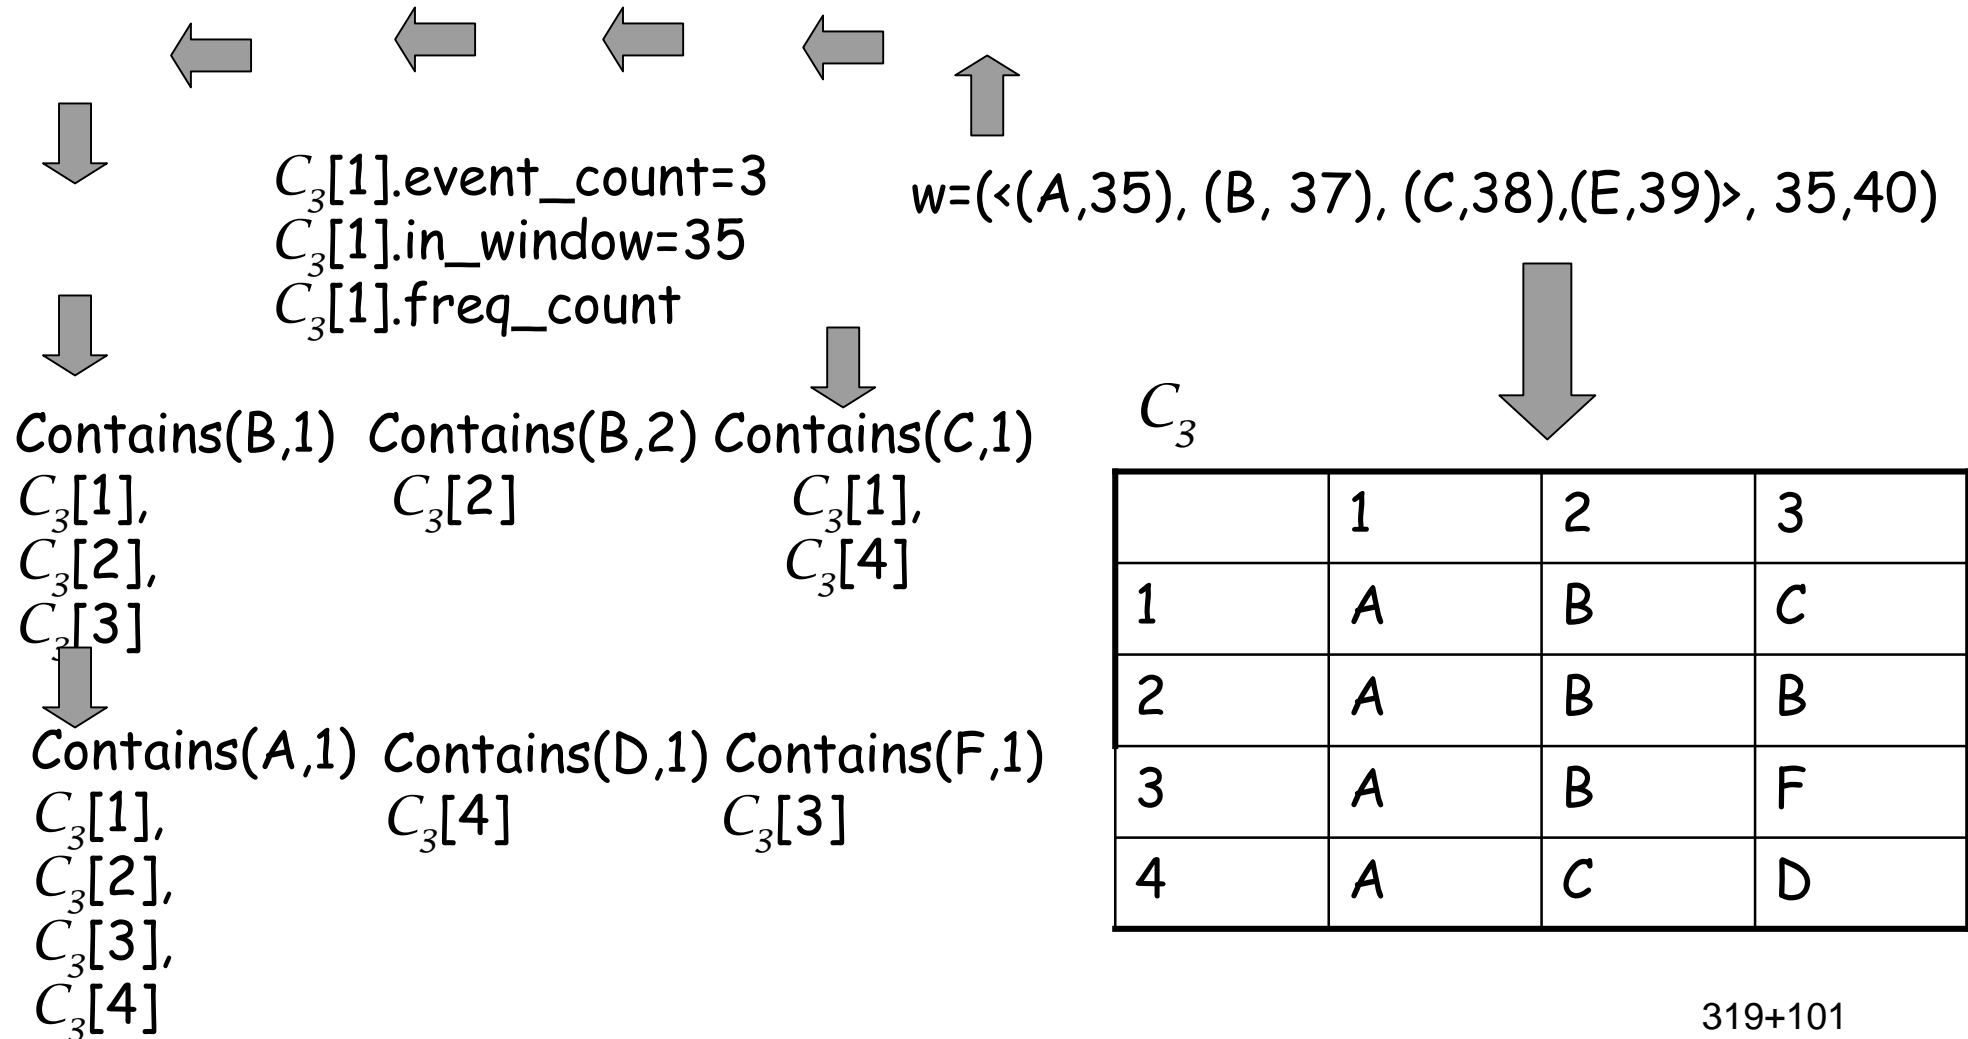 C3[1].event_count=3
C3[1].in_window=35
C3[1].freq_count
w=(<(A,35), (B, 37), (C,38),(E,39)>, 35,40)
Contains(B,1) Contains(B,2) Contains(C,1)
C3[1], C3[2] C3[1],
C3[2], C3[4]
C3[3]
Contains(A,1) Contains(D,1) Contains(F,1)
C3[1], C3[4] C3[3]
C3[2],
C3[3],
C3[4]
C3
1 2 3
1 A B C
2 A B B
3 A B F
4 A C D
319+101